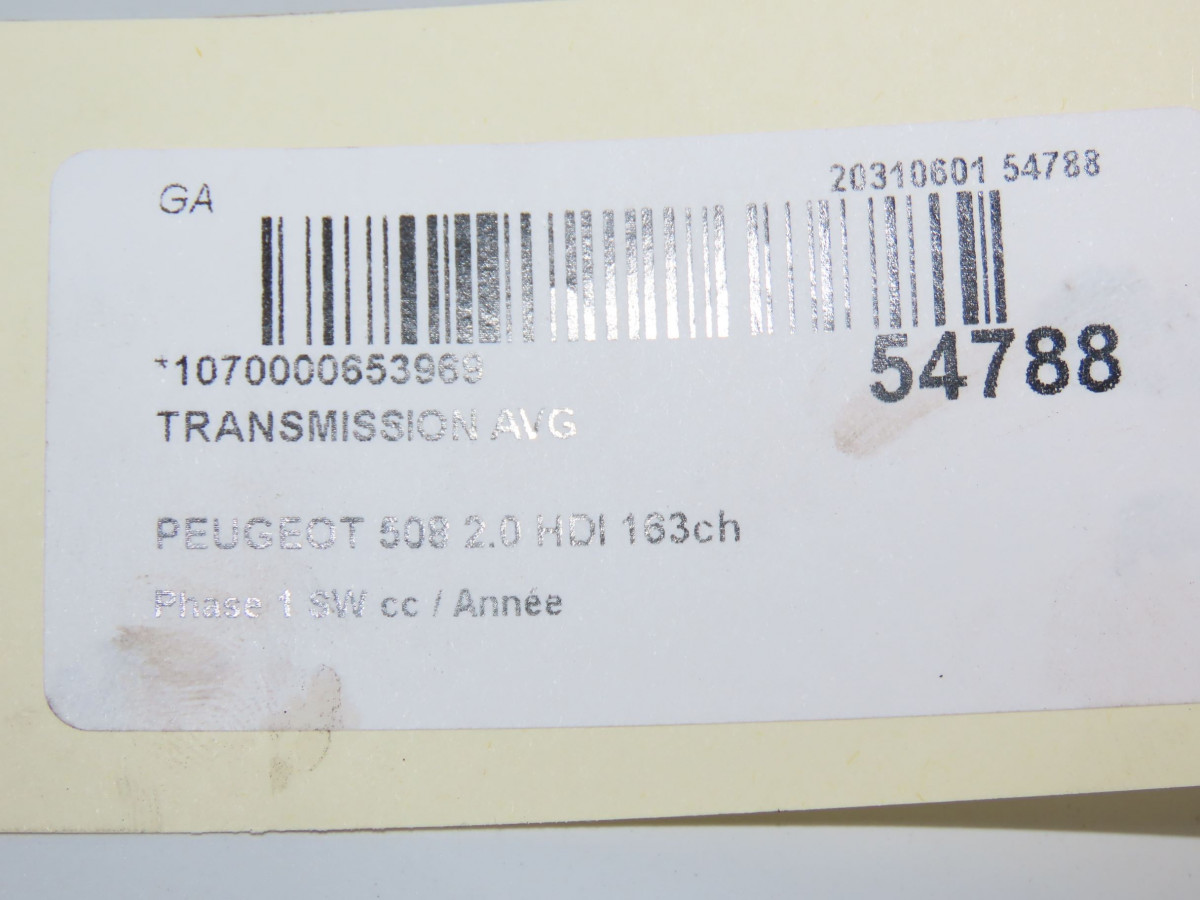 GA
20310601 54788
*1070000653969
54788
TRANSMISSION AVG
PEUGEOT 508 2.0 HDI 163ch
Phase 1 SW cc / Année